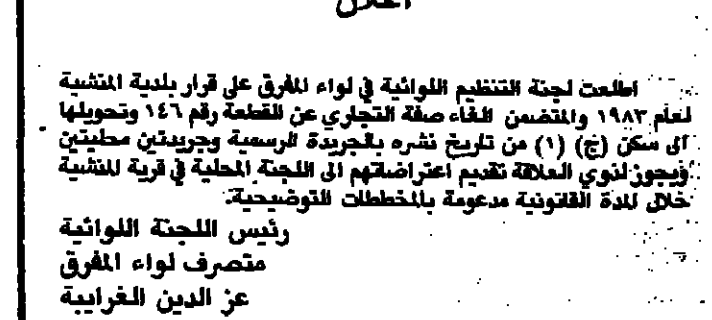 اعلان
اطلعت لجنة التنظيم اللوائية في لواء المفرق على قرار بلدية المنشية
لعام ١٩٨٣ والمتضمن الغاء صفة التجاري عن القطعة رقم ١٤٦ وتحويلها
الى سكن (ج) (١) من تاريخ نشره بالجريدة الرسمية وجريدتين محليتين
ويجوز لذوي العلاقة تقديم اعتراضاتهم الى اللجنة المحلية في قرية المنشية
خلال المدة القانونية مدعومة بالمخططات التوضيحية.
رئيس اللجنة اللوائية
متصرف لواء المفرق
عز الدين الغرايبة